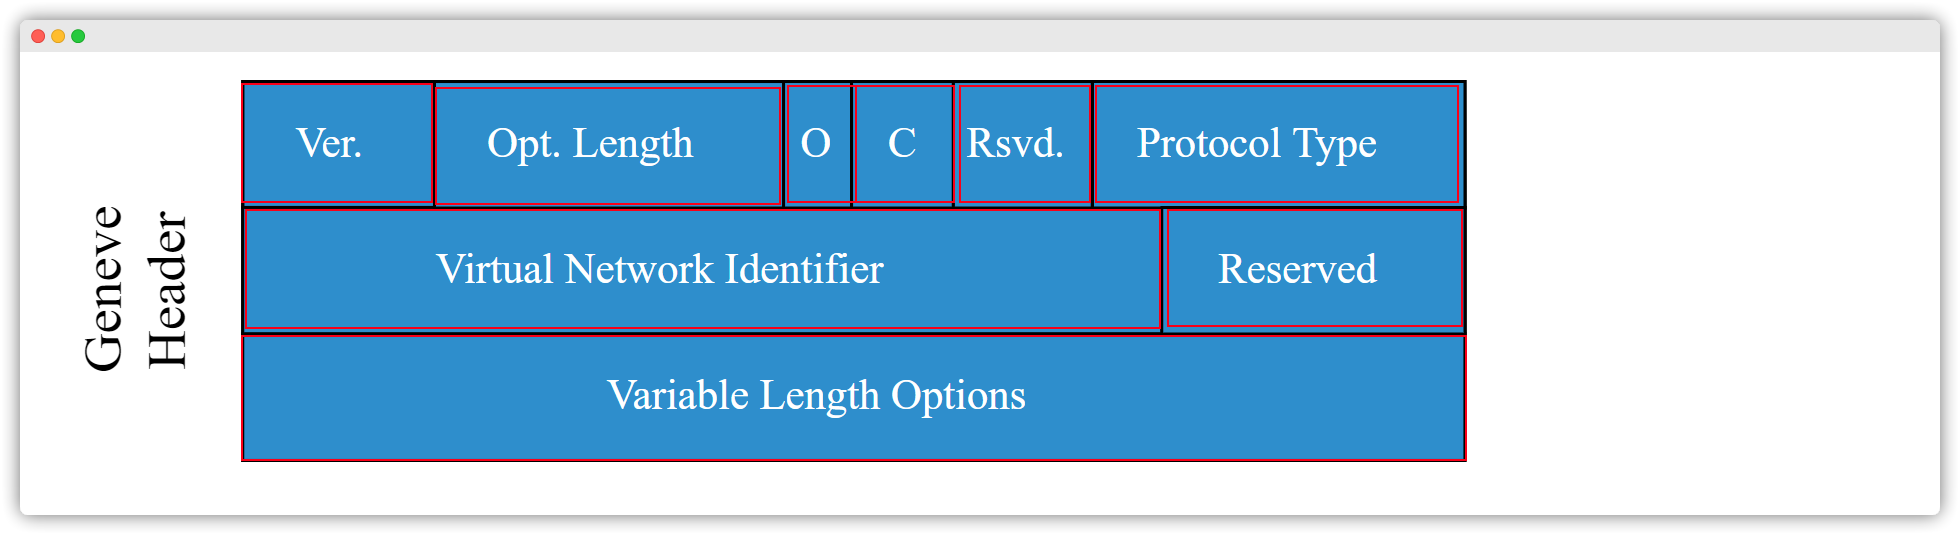 Geneve
Header
Ver. Opt. Length O C Rsvd. Protocol Type
Virtual Network Identifier Reserved
Variable Length Options